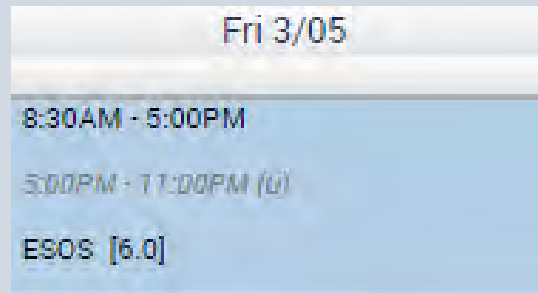 Fri 3/05
8:30AM - 5:00PM
5:00PM - 11:00PM (u)
ESOS [6.0]